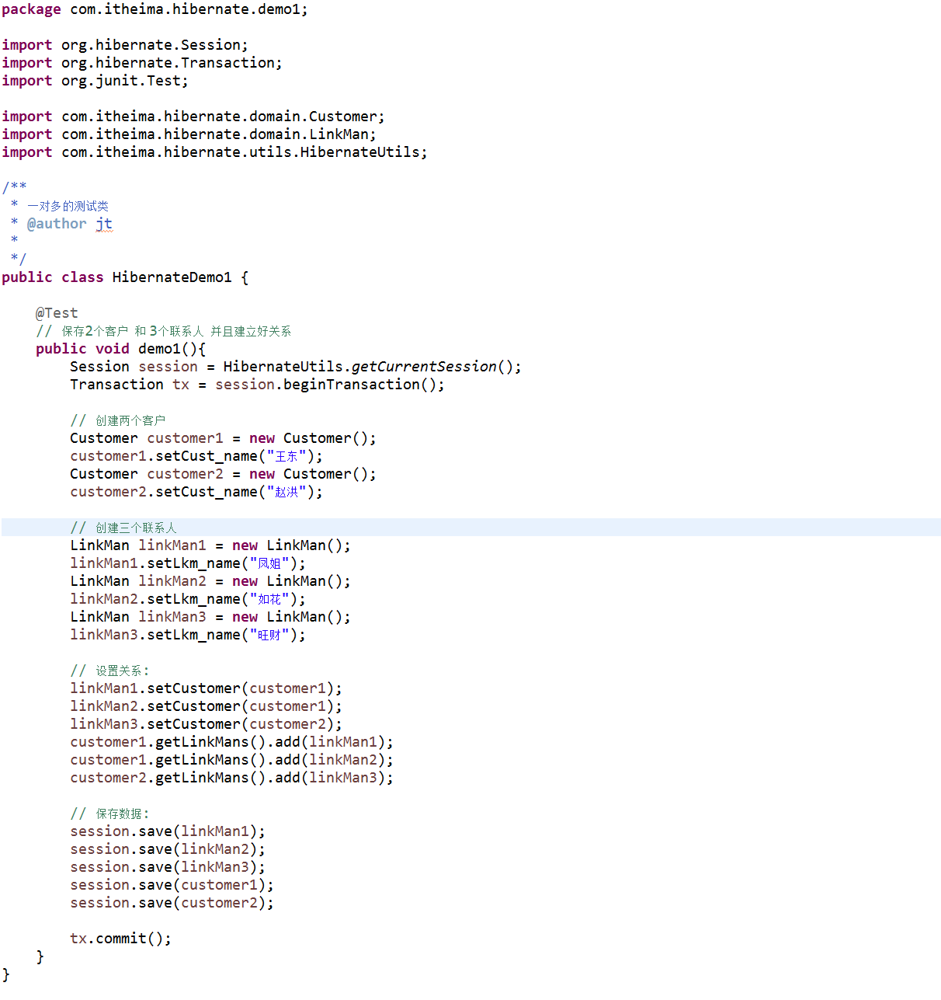 package com.itheima.hibernate.demo1;
import org.hibernate.Session;
import org.hibernate.Transaction;
import org.junit.Test;
import com.itheima.hibernate.domain.Customer;
import com.itheima.hibernate.domain.LinkMan;
import com.itheima.hibernate.utils.HibernateUtils;
/**
 * 一对多的测试类
 * @author jt
 *
 */
public class HibernateDemo1 {
    @Test
    // 保存2个客户 和 3个联系人 并且建立好关系
    public void demo1(){
        Session session = HibernateUtils.getCurrentSession();
        Transaction tx = session.beginTransaction();
        // 创建两个客户
        Customer customer1 = new Customer();
        customer1.setCust_name("王东");
        Customer customer2 = new Customer();
        customer2.setCust_name("赵洪");
        // 创建三个联系人
        LinkMan linkMan1 = new LinkMan();
        linkMan1.setLkm_name("凤姐");
        LinkMan linkMan2 = new LinkMan();
        linkMan2.setLkm_name("如花");
        LinkMan linkMan3 = new LinkMan();
        linkMan3.setLkm_name("旺财");
        // 设置关系:
        linkMan1.setCustomer(customer1);
        linkMan2.setCustomer(customer1);
        linkMan3.setCustomer(customer2);
        customer1.getLinkMans().add(linkMan1);
        customer1.getLinkMans().add(linkMan2);
        customer2.getLinkMans().add(linkMan3);
        // 保存数据:
        session.save(linkMan1);
        session.save(linkMan2);
        session.save(linkMan3);
        session.save(customer1);
        session.save(customer2);
        tx.commit();
    }
}